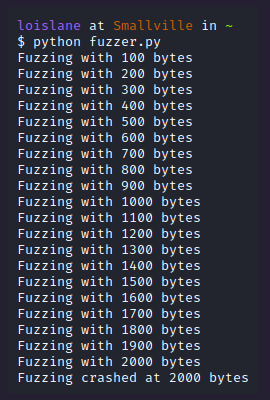 loislane at Smallville in ~
$ python fuzzer.py
Fuzzing with 100 bytes
Fuzzing with 200 bytes
Fuzzing with 300 bytes
Fuzzing with 400 bytes
Fuzzing with 500 bytes
Fuzzing with 600 bytes
Fuzzing with 700 bytes
Fuzzing with 800 bytes
Fuzzing with 900 bytes
Fuzzing with 1000 bytes
Fuzzing with 1100 bytes
Fuzzing with 1200 bytes
Fuzzing with 1300 bytes
Fuzzing with 1400 bytes
Fuzzing with 1500 bytes
Fuzzing with 1600 bytes
Fuzzing with 1700 bytes
Fuzzing with 1800 bytes
Fuzzing with 1900 bytes
Fuzzing with 2000 bytes
Fuzzing crashed at 2000 bytes